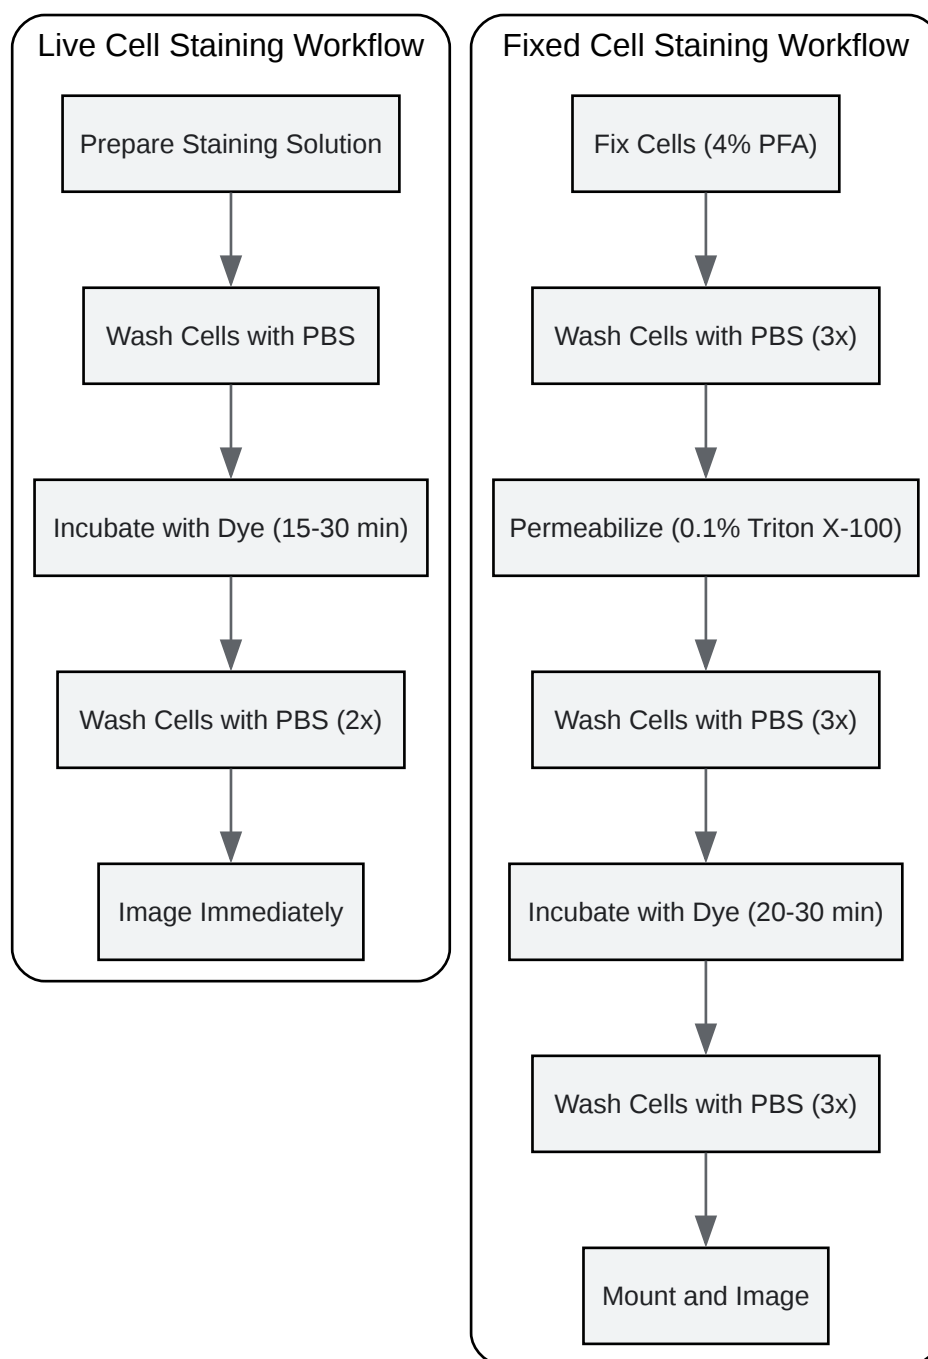 Live Cell Staining Workflow
Prepare Staining Solution
Wash Cells with PBS
Incubate with Dye (15-30 min)
Wash Cells with PBS (2x)
Image Immediately
Fixed Cell Staining Workflow
Fix Cells (4% PFA)
Wash Cells with PBS (3x)
Permeabilize (0.1% Triton X-100)
Wash Cells with PBS (3x)
Incubate with Dye (20-30 min)
Wash Cells with PBS (3x)
Mount and Image